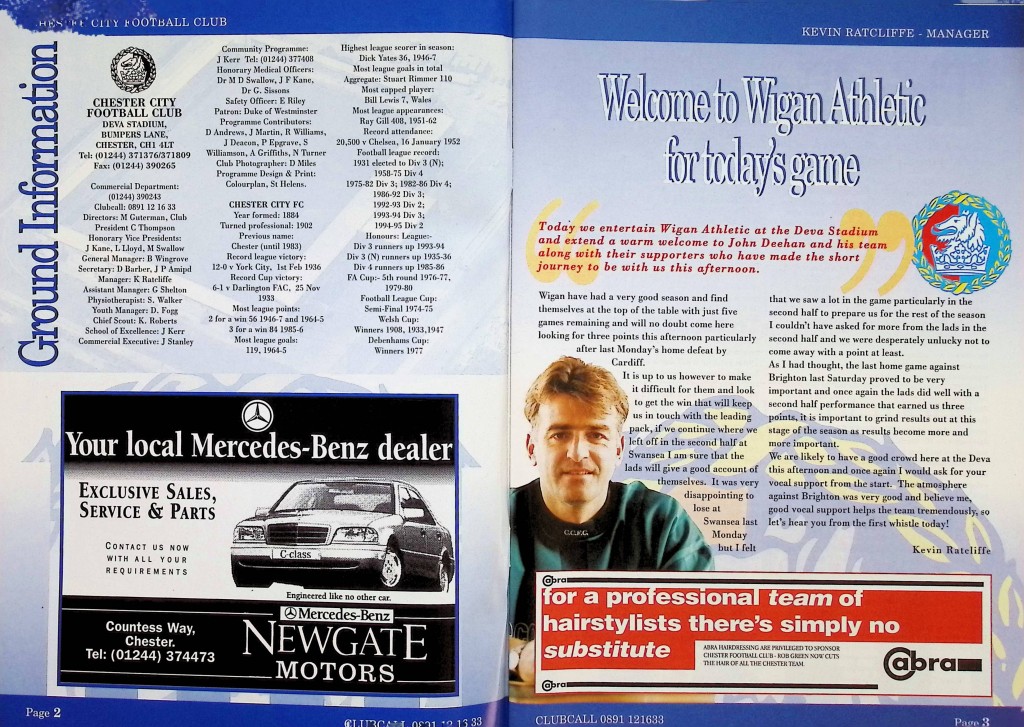 CITY FOOTBALL CLUB
Ground Information
CHESTER CITY
FOOTBALL CLUB
DEVA STADIUM,
BUMPERS LANE,
CHESTER, CH1 4LT
Tel: (01244) 371376/371809
Fax: (01244) 390265
Commercial Department:
(01244) 390243
Clubcall: 0891 12 16 33
Directors: M Guterman, Club
President C Thompson
Honorary Vice Presidents:
J Kane, L Lloyd, M Swallow
General Manager: B Wingrove
Secretary: D Barber, J P Amipd
Manager: K Ratcliffe
Assistant Manager: G Shelton
Physiotherapist: S. Walker
Youth Manager: D. Fogg
Chief Scout: K. Roberts
School of Excellence: J Kerr
Commercial Executive: J Stanley
Community Programme:
J Kerr Tel: (01244) 377408
Honorary Medical Officers:
Dr M D Swallow, J F Kane,
Dr G. Sissons
Safety Officer: E Riley
Patron: Duke of Westminster
Programme Contributors:
D Andrews, J Martin, R Williams,
J Deacon, P Epgrave, S
Williamson, A Griffiths, N Turner
Club Photographer: D Miles
Programme Design & Print:
Colourplan, St Helens.
CHESTER CITY FC
Year formed: 1884
Turned professional: 1902
Previous name:
Chester (until 1983)
Record league victory:
12-0 v York City, 1st Feb 1936
Record Cup victory:
6-1 v Darlington FAC, 25 Nov
1933
Most league points:
2 for a win 56 1946-7 and 1964-5
3 for a win 84 1985-6
Most league goals:
119, 1964-5
Highest league scorer in season:
Dick Yates 36, 1946-7
Most league goals in total
Aggregate: Stuart Rimmer 110
Most capped player:
Bill Lewis 7, Wales
Most league appearances:
Ray Gill 408, 1951-62
Record attendance:
20,500 v Chelsea, 16 January 1952
Football league record:
1931 elected to Div 3 (N);
1958-75 Div 4
1975-82 Div 3; 1982-86 Div 4;
1986-92 Div 3;
1992-93 Div 2;
1993-94 Div 3;
1994-95 Div 2
Honours: League:-
Div 3 runners up 1993-94
Div 3 (N) runners up 1935-36
Div 4 runners up 1985-86
FA Cup:- 5th round 1976-77,
1979-80
Football League Cup:
Semi-Final 1974-75
Welsh Cup:
Winners 1908, 1933,1947
Debenhams Cup:
Winners 1977
Your local Mercedes-Benz dealer
EXCLUSIVE SALES,
SERVICE & PARTS
CONTACT US NOW
WITH ALL YOUR
REQUIREMENTS
C-class
Engineered like no other car.
Mercedes-Benz
Countess Way,
Chester.
Tel: (01244) 374473
NEWGATE
MOTORS
Page 2
CLUBCALL 0891 12 16 33
KEVIN RATCLIFFE - MANAGER
Welcome to Wigan Athletic
for today's game
Today we entertain Wigan Athletic at the Deva Stadium
and extend a warm welcome to John Deehan and his team
along with their supporters who have made the short
journey to be with us this afternoon.
Wigan have had a very good season and find
themselves at the top of the table with just five
games remaining and will no doubt come here
looking for three points this afternoon particularly
after last Monday's home defeat by
Cardiff.
It is up to us however to make
it difficult for them and look
to get the win that will keep
us in touch with the leading
pack, if we continue where we
left off in the second half at
Swansea I am sure that the
lads will give a good account of
themselves. It was very
disappointing to
lose at
Swansea last
Monday
but I felt
that we saw a lot in the game particularly in the
second half to prepare us for the rest of the season
I couldn't have asked for more from the lads in the
second half and we were desperately unlucky not to
come away with a point at least.
As I had thought, the last home game against
Brighton last Saturday proved to be very
important and once again the lads did well with a
second half performance that earned us three
points, it is important to grind results out at this
stage of the season as results become more and
more important.
We are likely to have a good crowd here at the Deva
this afternoon and once again I would ask for your
vocal support from the start. The atmosphere
against Brighton was very good and believe me,
good vocal support helps the team tremendously, so
let's hear you from the first whistle today!
Kevin Ratcliffe
C.C.F.C.
abra
for a professional team of
hairstylists there's simply no
substitute
ABRA HAIRDRESSING ARE PRIVILEGED TO SPONSOR
CHESTER FOOTBALL CLUB - ROB GREEN NOW CUTS
THE HAIR OF ALL THE CHESTER TEAM.
abra
abra
CLUBCALL 0891 121633
Page 3